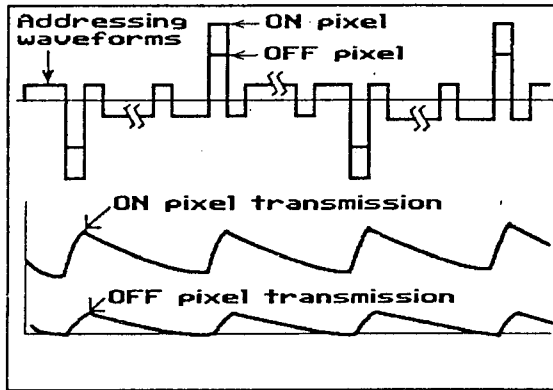 Addressing
waveforms
ON pixel
OFF pixel
ON pixel transmission
OFF pixel transmission